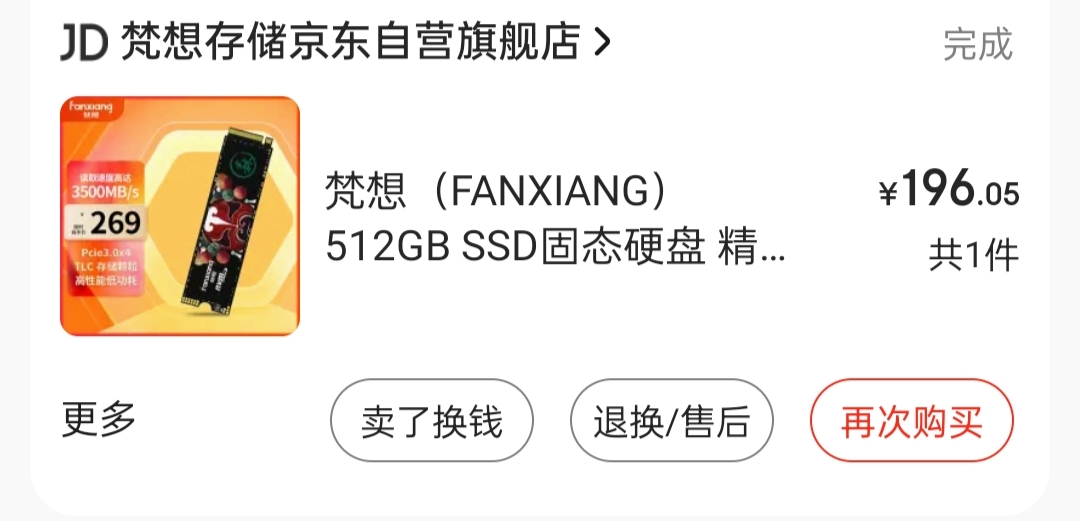 JD 梵想存储京东自营旗舰店 >
完成
Fanxiang
梵想
读取速度高达
3500MB/s
269
Pcie3.0x4
TLC 存储颗粒
高性能低功耗
梵想（FANXIANG）
512GB SSD固态硬盘 精...
¥196.05
共1件
更多
卖了换钱
退换/售后
再次购买